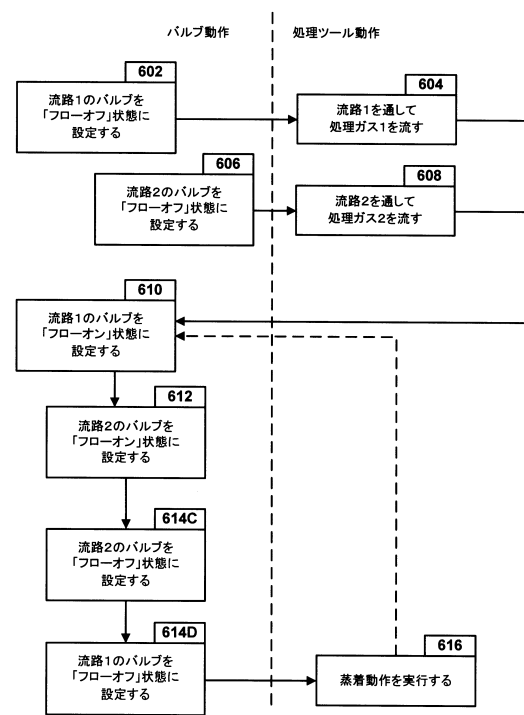 バルブ動作
処理ツール動作
602
流路1のバルブを
「フローオフ」状態に
設定する
604
流路1を通して
処理ガス1を流す
606
流路2のバルブを
「フローオフ」状態に
設定する
608
流路2を通して
処理ガス2を流す
610
流路1のバルブを
「フローオン」状態に
設定する
612
流路2のバルブを
「フローオン」状態に
設定する
614C
流路2のバルブを
「フローオフ」状態に
設定する
614D
流路1のバルブを
「フローオフ」状態に
設定する
616
蒸着動作を実行する